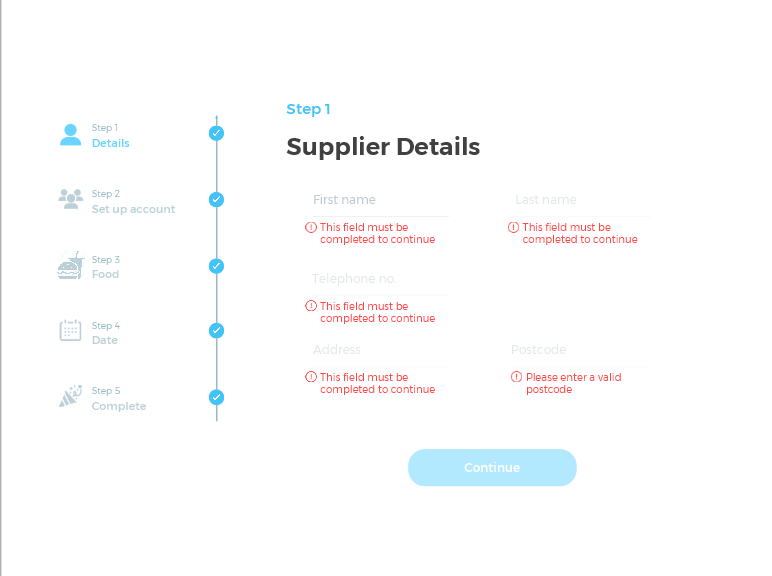 Step 1
Details
Step 2
Set up account
Step 3
Food
Step 4
Date
Step 5
Complete
Step 1
Supplier Details
First name
This field must be
completed to continue
Last name
This field must be
completed to continue
Telephone no.
This field must be
completed to continue
Address
This field must be
completed to continue
Postcode
Please enter a valid
postcode
Continue